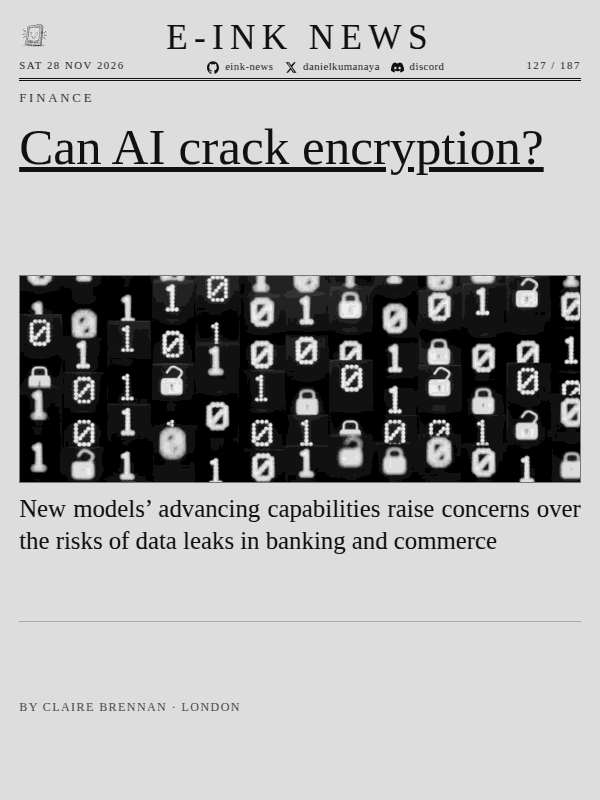 E-INK NEWS
SAT 28 NOV 2026
eink-news danielkumanaya discord
127 / 187
FINANCE
Can AI crack encryption?
New models’ advancing capabilities raise concerns over
the risks of data leaks in banking and commerce
BY CLAIRE BRENNAN · LONDON